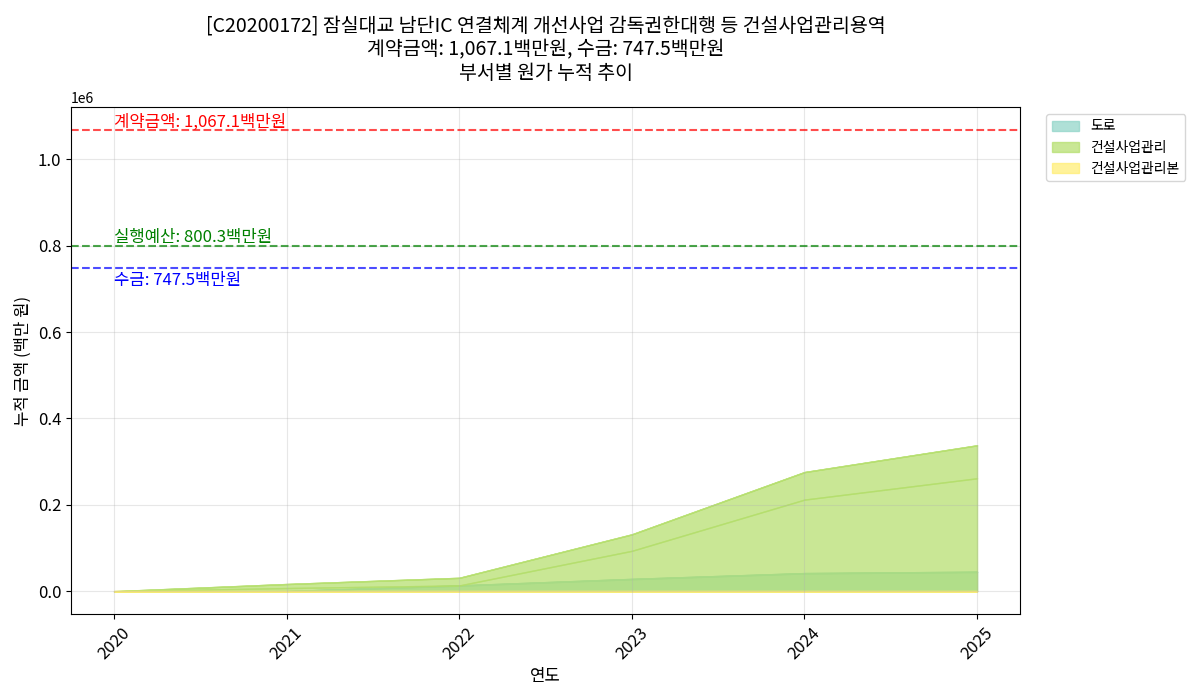 [C20200172] 잠실대교 남단IC 연결체계 개선사업 감독권한대행 등 건설사업관리용역
계약금액: 1,067.1백만원, 수금: 747.5백만원
부서별 원가 누적 추이
1e6
계약금액: 1,067.1백만원
실행예산: 800.3백만원
수금: 747.5백만원
1.0
0.8
0.6
0.4
0.2
0.0
누적 금액 (백만 원)
2020
2021
2022
2023
2024
2025
연도
도로
건설사업관리
건설사업관리본